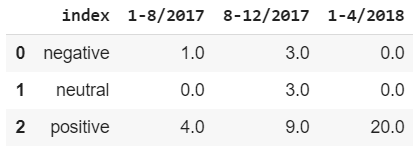 index 1-8/2017 8-12/2017 1-4/2018
0 negative 1.0 3.0 0.0
1 neutral 0.0 3.0 0.0
2 positive 4.0 9.0 20.0